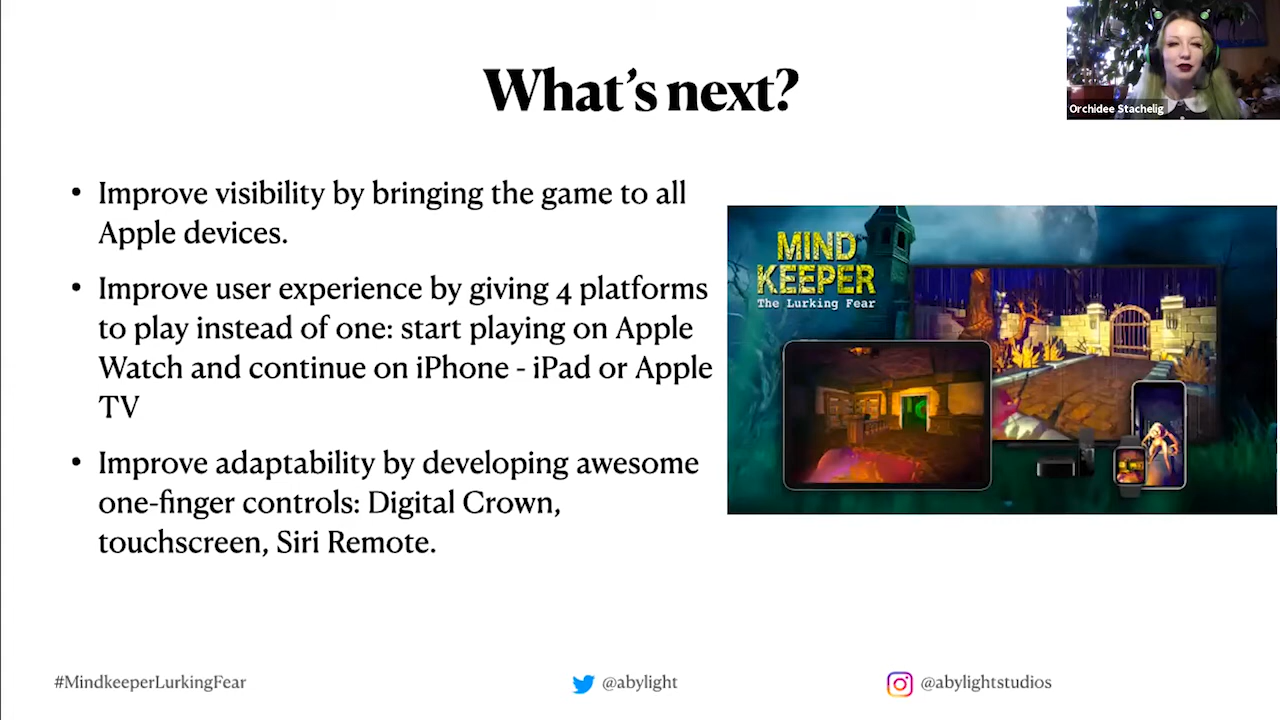 What's next?
Orchidee Stachelig
• Improve visibility by bringing the game to all
Apple devices.
• Improve user experience by giving 4 platforms
to play instead of one: start playing on Apple
Watch and continue on iPhone - iPad or Apple
TV
• Improve adaptability by developing awesome
one-finger controls: Digital Crown,
touchscreen, Siri Remote.
MIND
KEEPER
The Lurking Fear
#MindkeeperLurkingFear
@abylight
@abylightstudios